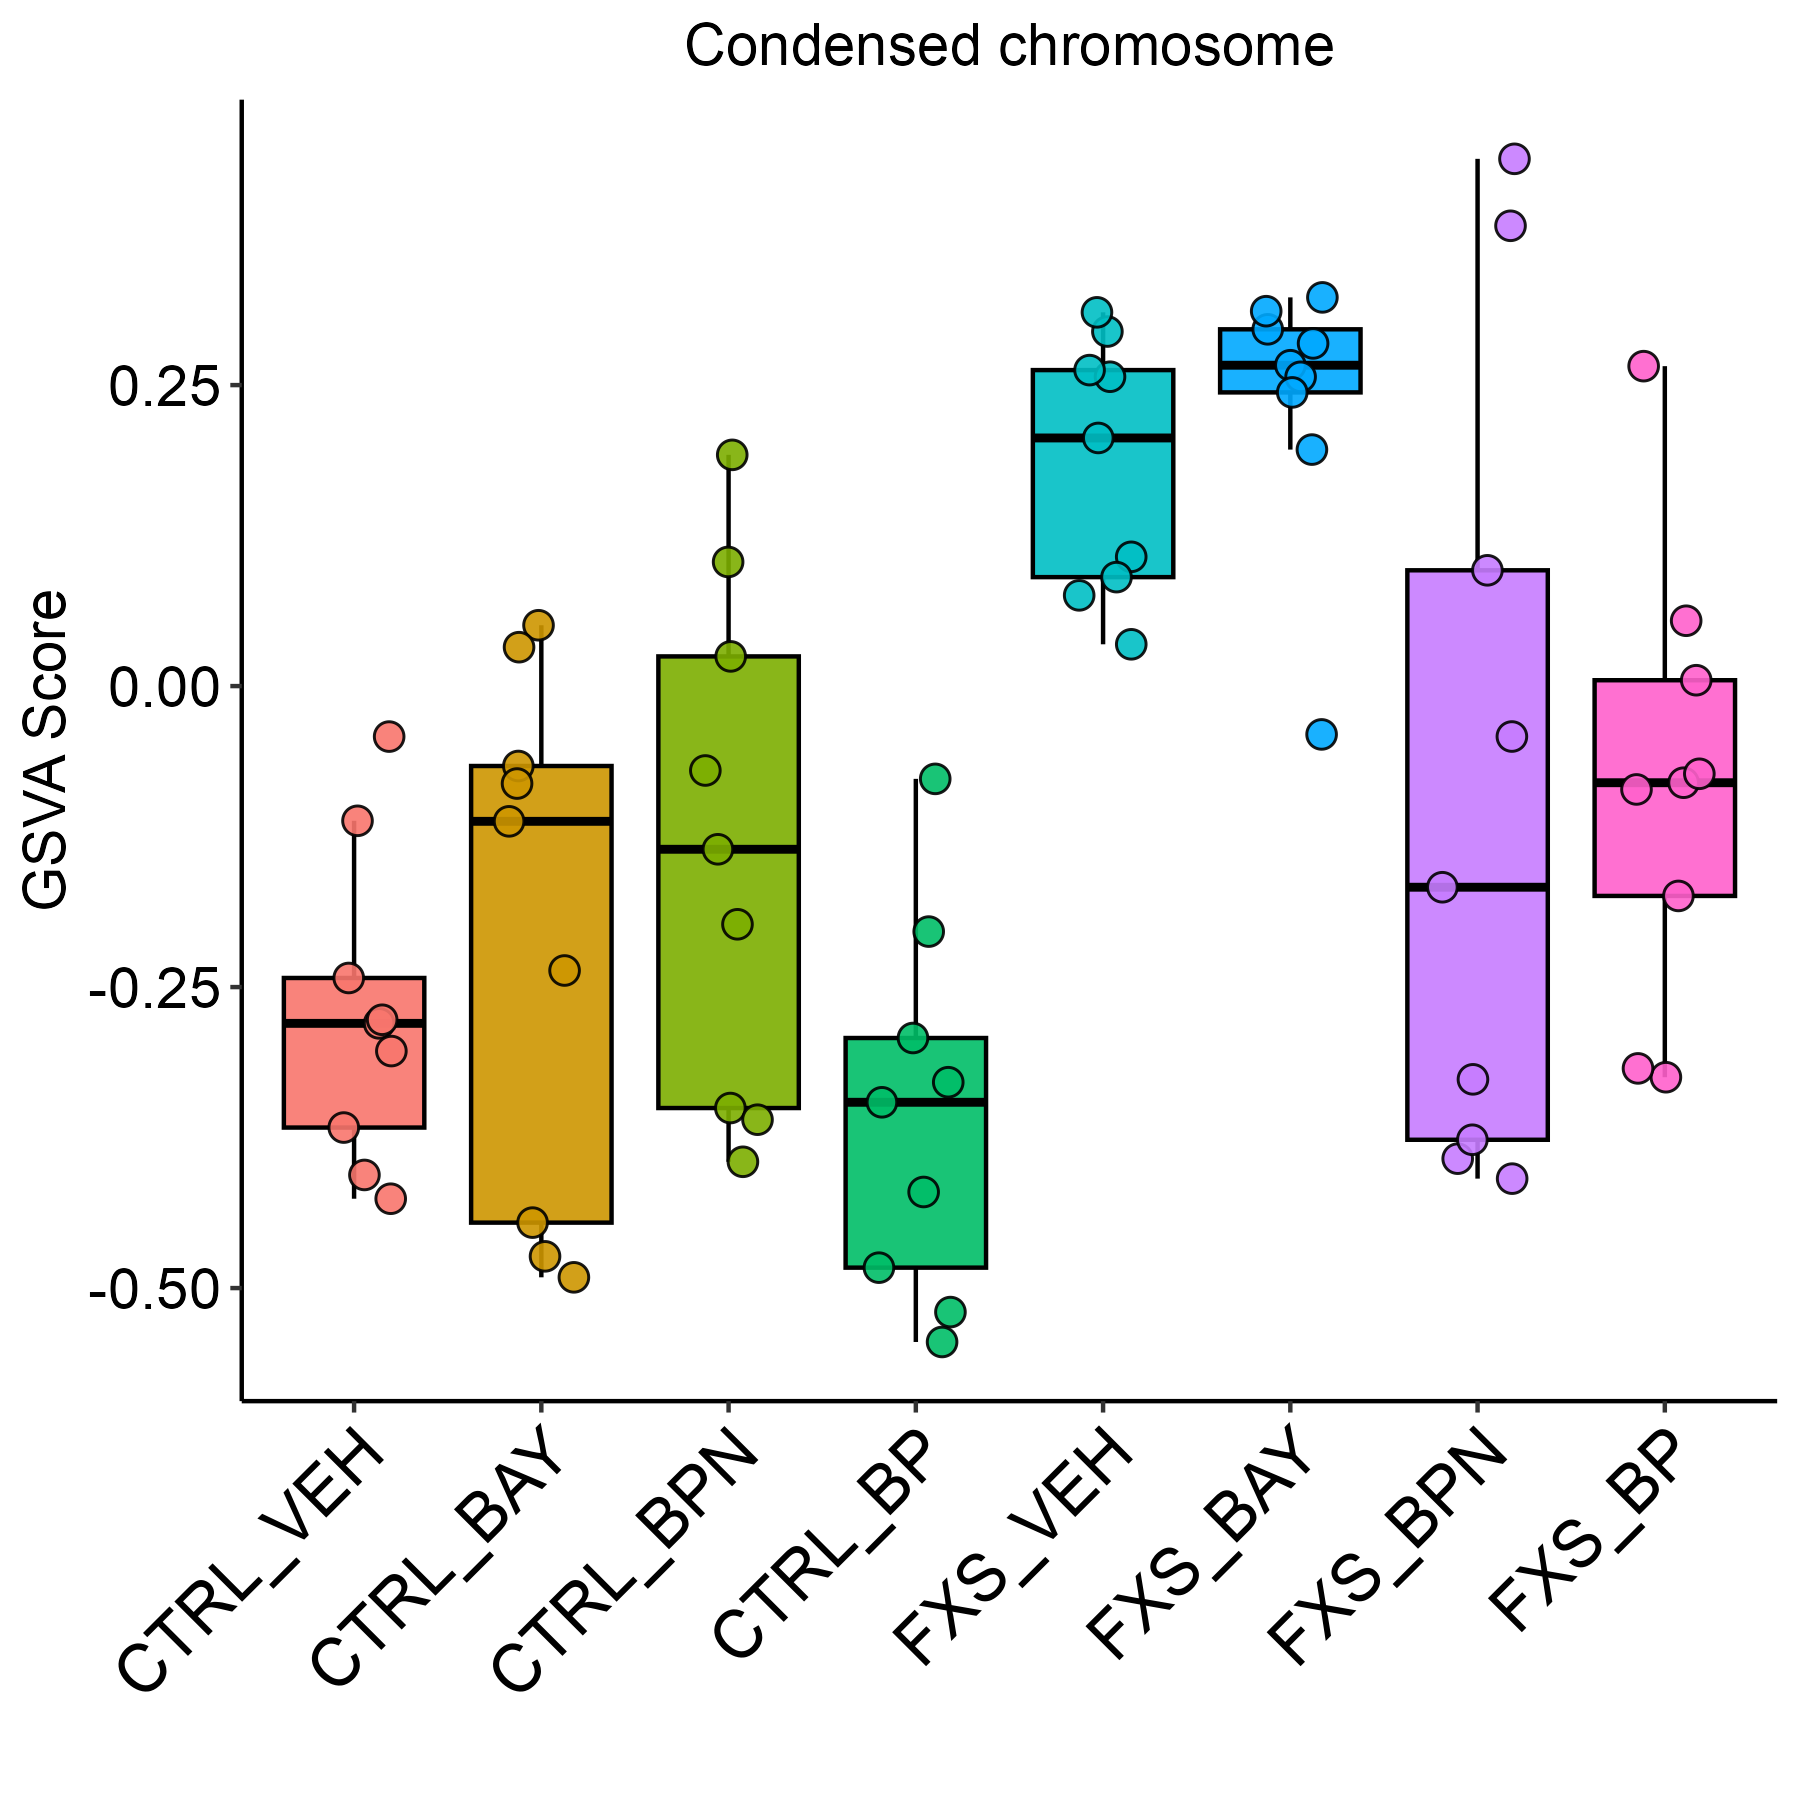 Condensed chromosome
GSVA Score
0.25
0.00
-0.25
-0.50
CTRL_VEH
CTRL_BAY
CTRL_BPN
CTRL_BP
FXS_VEH
FXS_BAY
FXS_BPN
FXS_BP